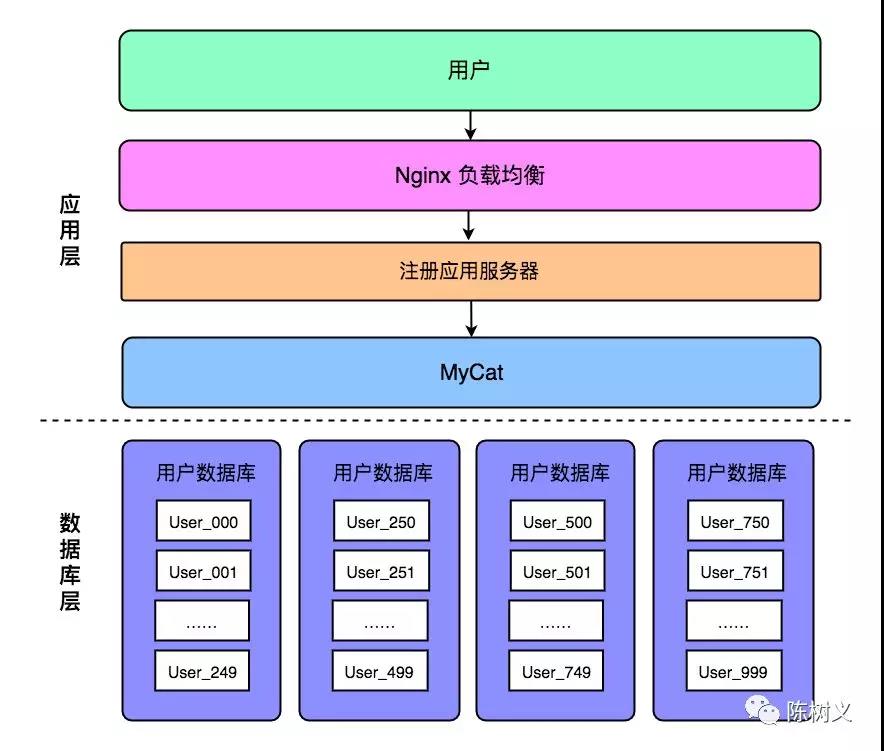 用户
Nginx 负载均衡
应用层
注册应用服务器
MyCat
数据库层
用户数据库
User_000
User_001
......
User_249
用户数据库
User_250
User_251
......
User_499
用户数据库
User_500
User_501
......
User_749
用户数据库
User_750
User_751
......
User_999
陈树义